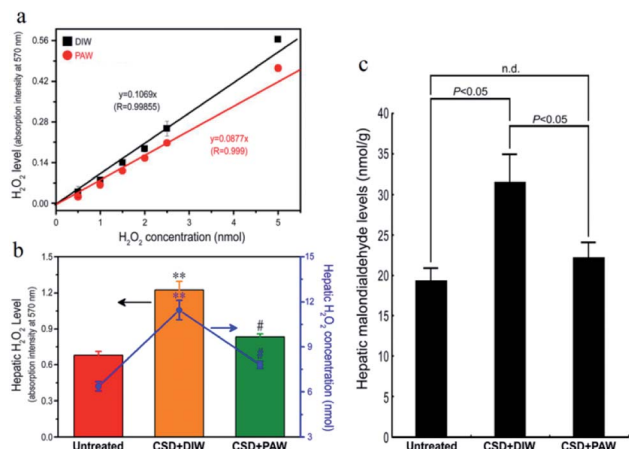 a
0.56
0.42
0.28
0.14
0.00
DIW
PAW
y=0.1069x
(R=0.99855)
y=0.0877x
(R=0.999)
0
1
2
3
4
5
H₂O₂ level (absorption intensity at 570 nm)
H₂O₂ concentration (nmol)
b
1.5
1.2
0.9
0.6
0.3
0.0
Hepatic H₂O₂ Level
(absorption intensity at 570 nm)
**
**
#
#
15
12
9
6
3
Hepatic H₂O₂ concentration
(nmol)
Untreated
CSD+DIW
CSD+PAW
c
n.d.
P<0.05
P<0.05
40
35
30
25
20
15
10
5
0
Hepatic malondialdehyde levels (nmol/g)
Untreated
CSD+DIW
CSD+PAW